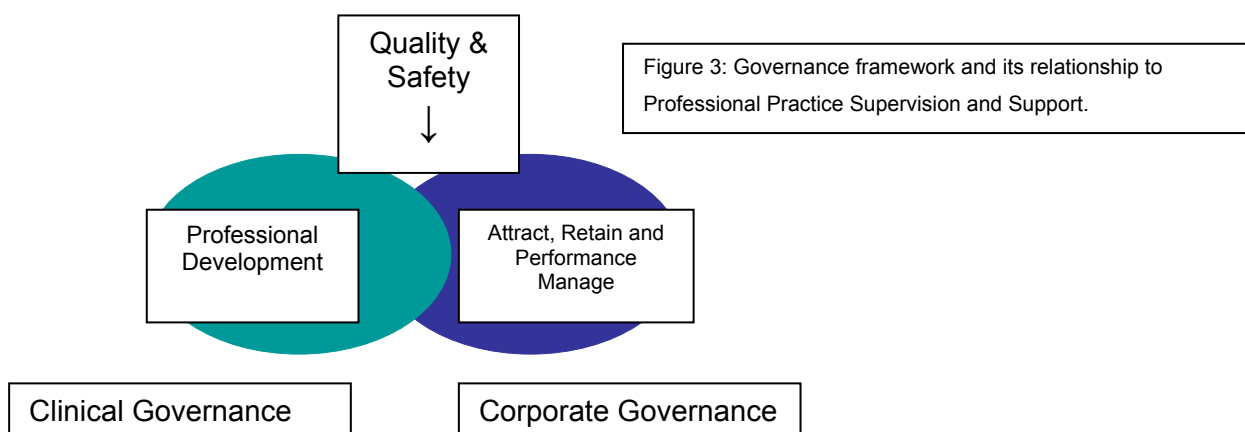 Quality &
Safety
↓
Figure 3: Governance framework and its relationship to
Professional Practice Supervision and Support.
Professional
Development
Attract, Retain and
Performance
Manage
Clinical Governance
Corporate Governance